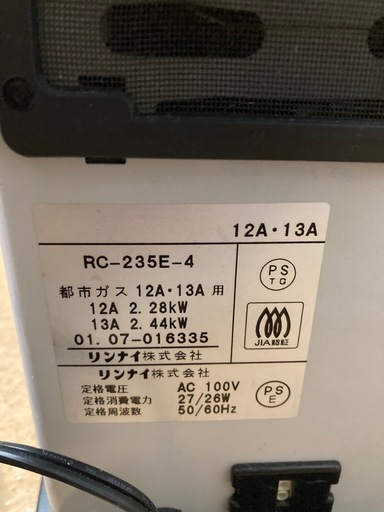 12A・13A
RC-235E-4
都市ガス 12A・13A 用
12A 2.28kW
13A 2.44kW
01.07-016335
リンナイ株式会社
PS
TG
JIA認証
リンナイ株式会社
定格電圧 AC 100V
定格消費電力 27/26W
定格周波数 50/60Hz
PS
E